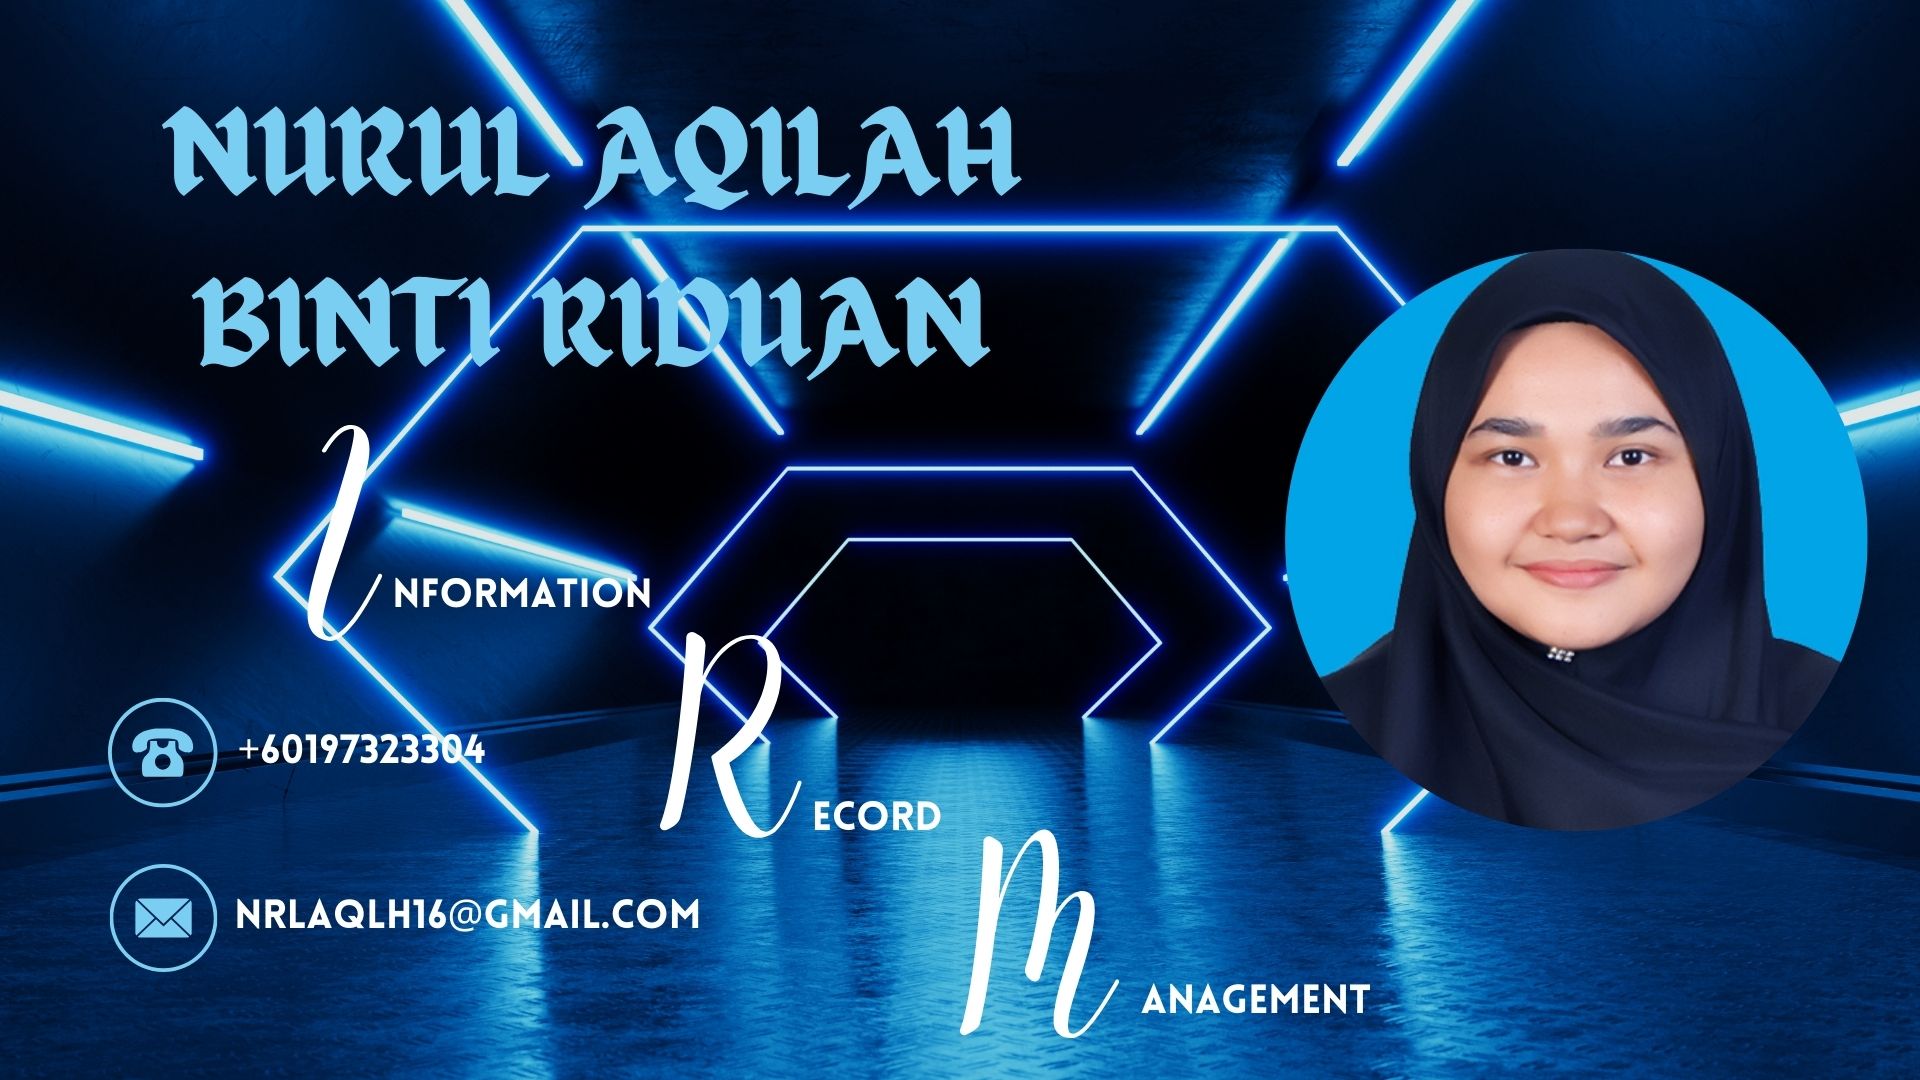 NURUL AQILAH
BINTI RIDUAN
INFORMATION
RECORD
MANAGEMENT
+60197323304
NRLAQLH16@GMAIL.COM